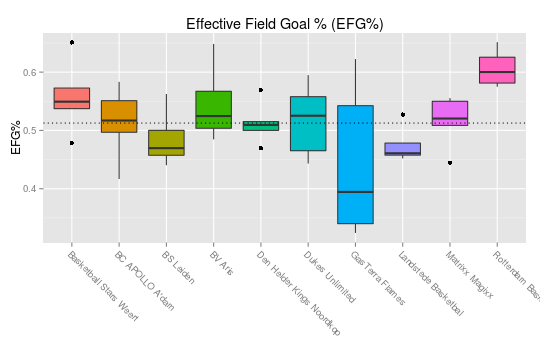 Effective Field Goal % (EFG%)
EFG%
0.6
0.5
0.4
Basketball Stars Weert
BC APOLLO A'dam
BS Leiden
BV Aris
Den Helder Kings Noordkop
Dukes Unlimited
GasTerra Flames
Landstede Basketbal
Matrixx Magixx
Rotterdam Bas